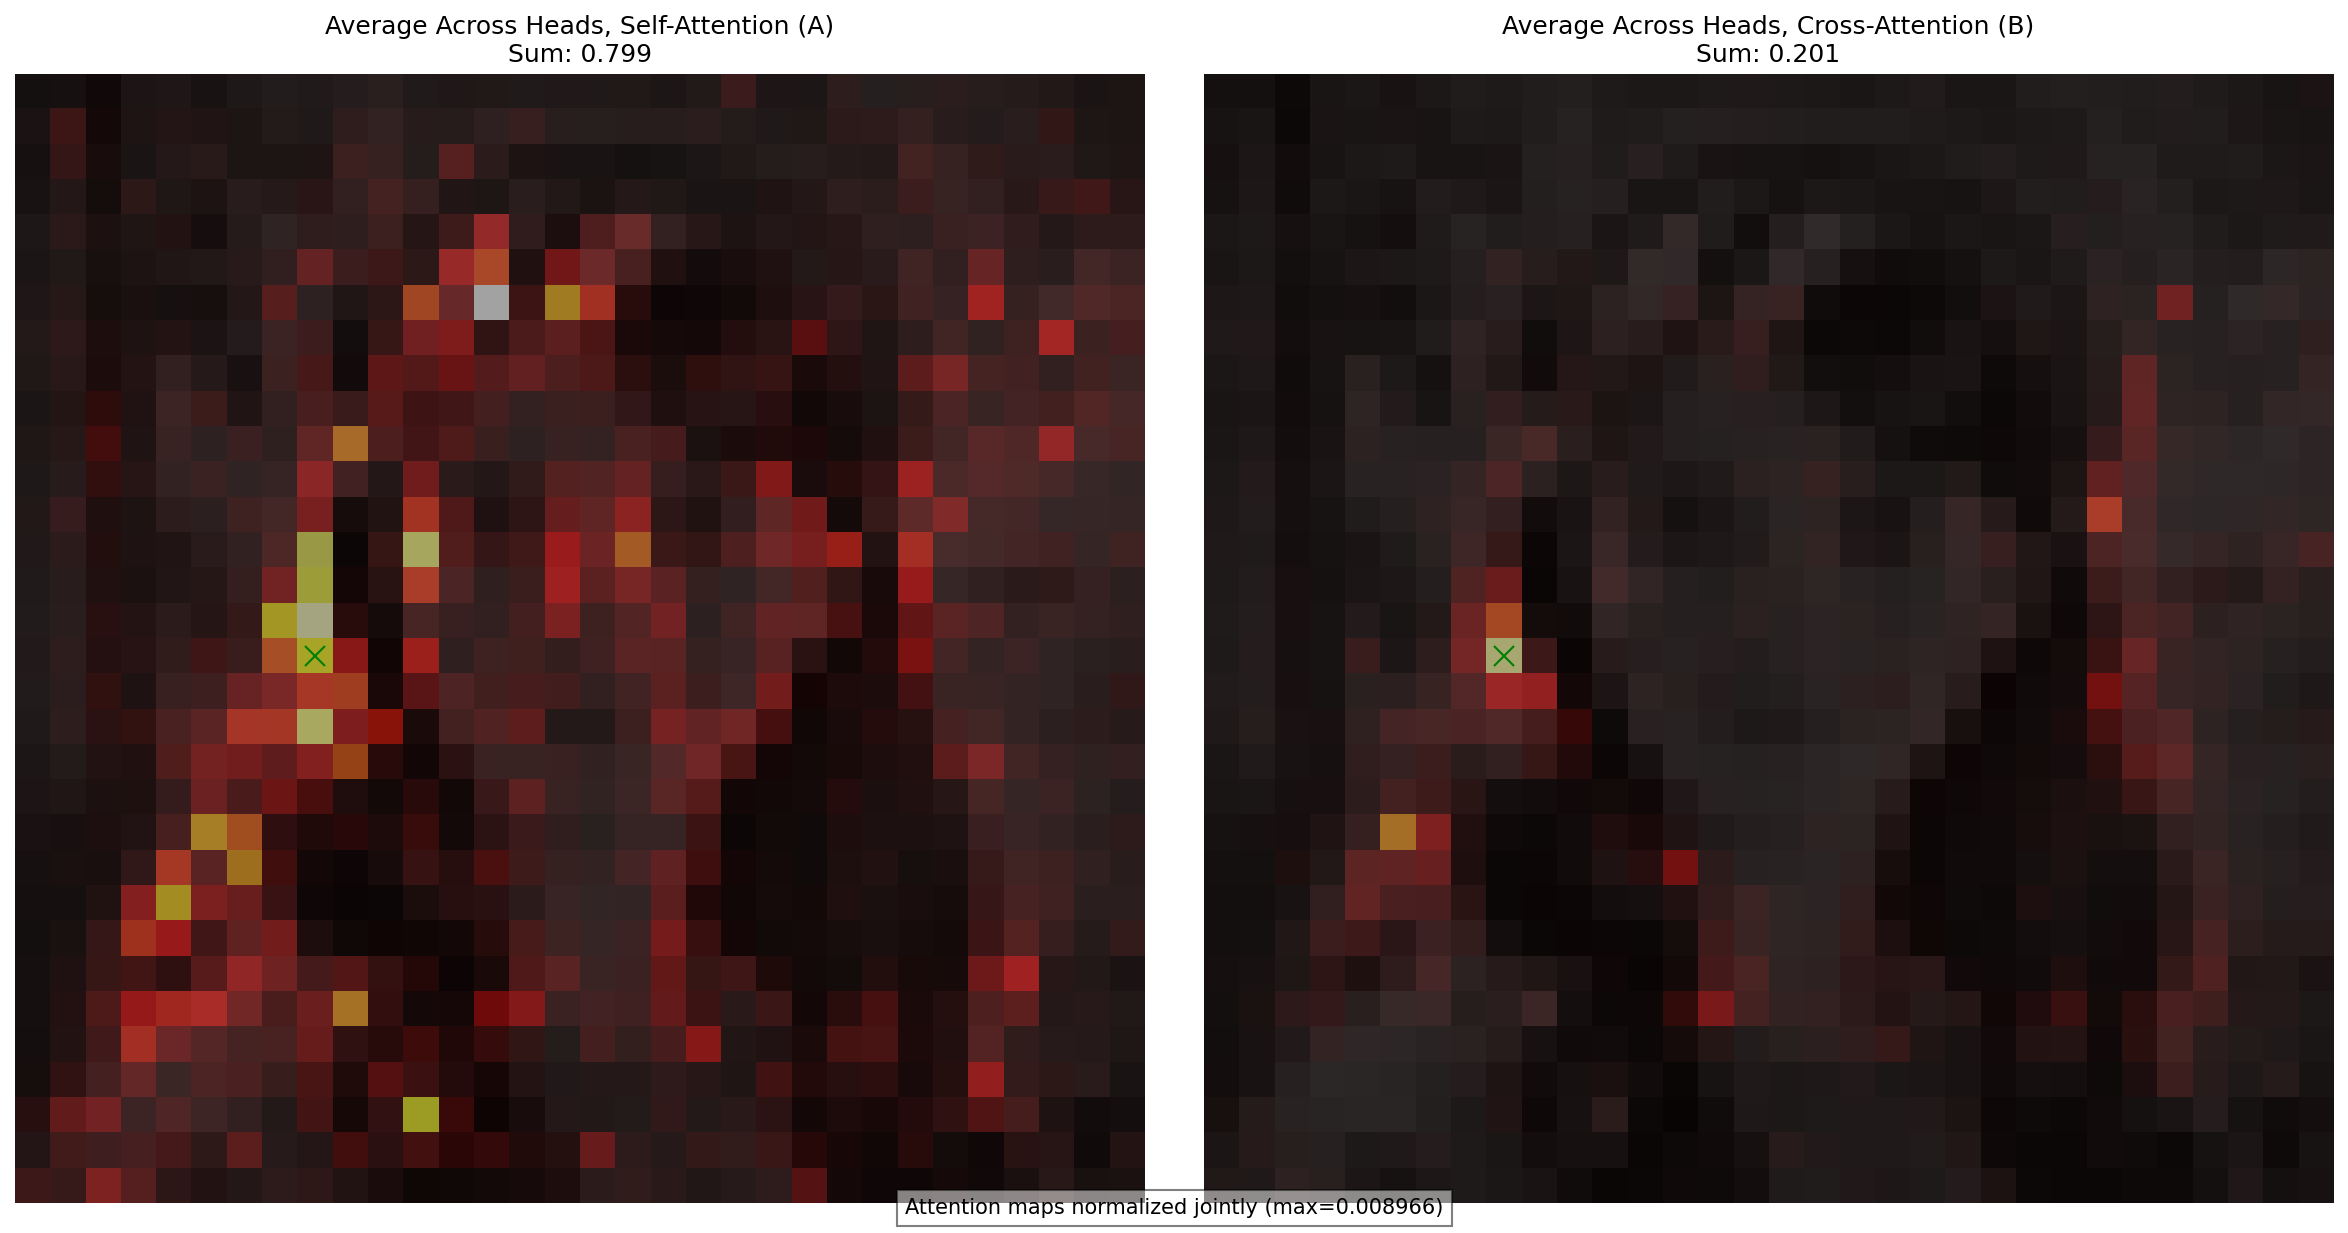 Average Across Heads, Self-Attention (A)
Sum: 0.799
Average Across Heads, Cross-Attention (B)
Sum: 0.201
Attention maps normalized jointly (max=0.008966)